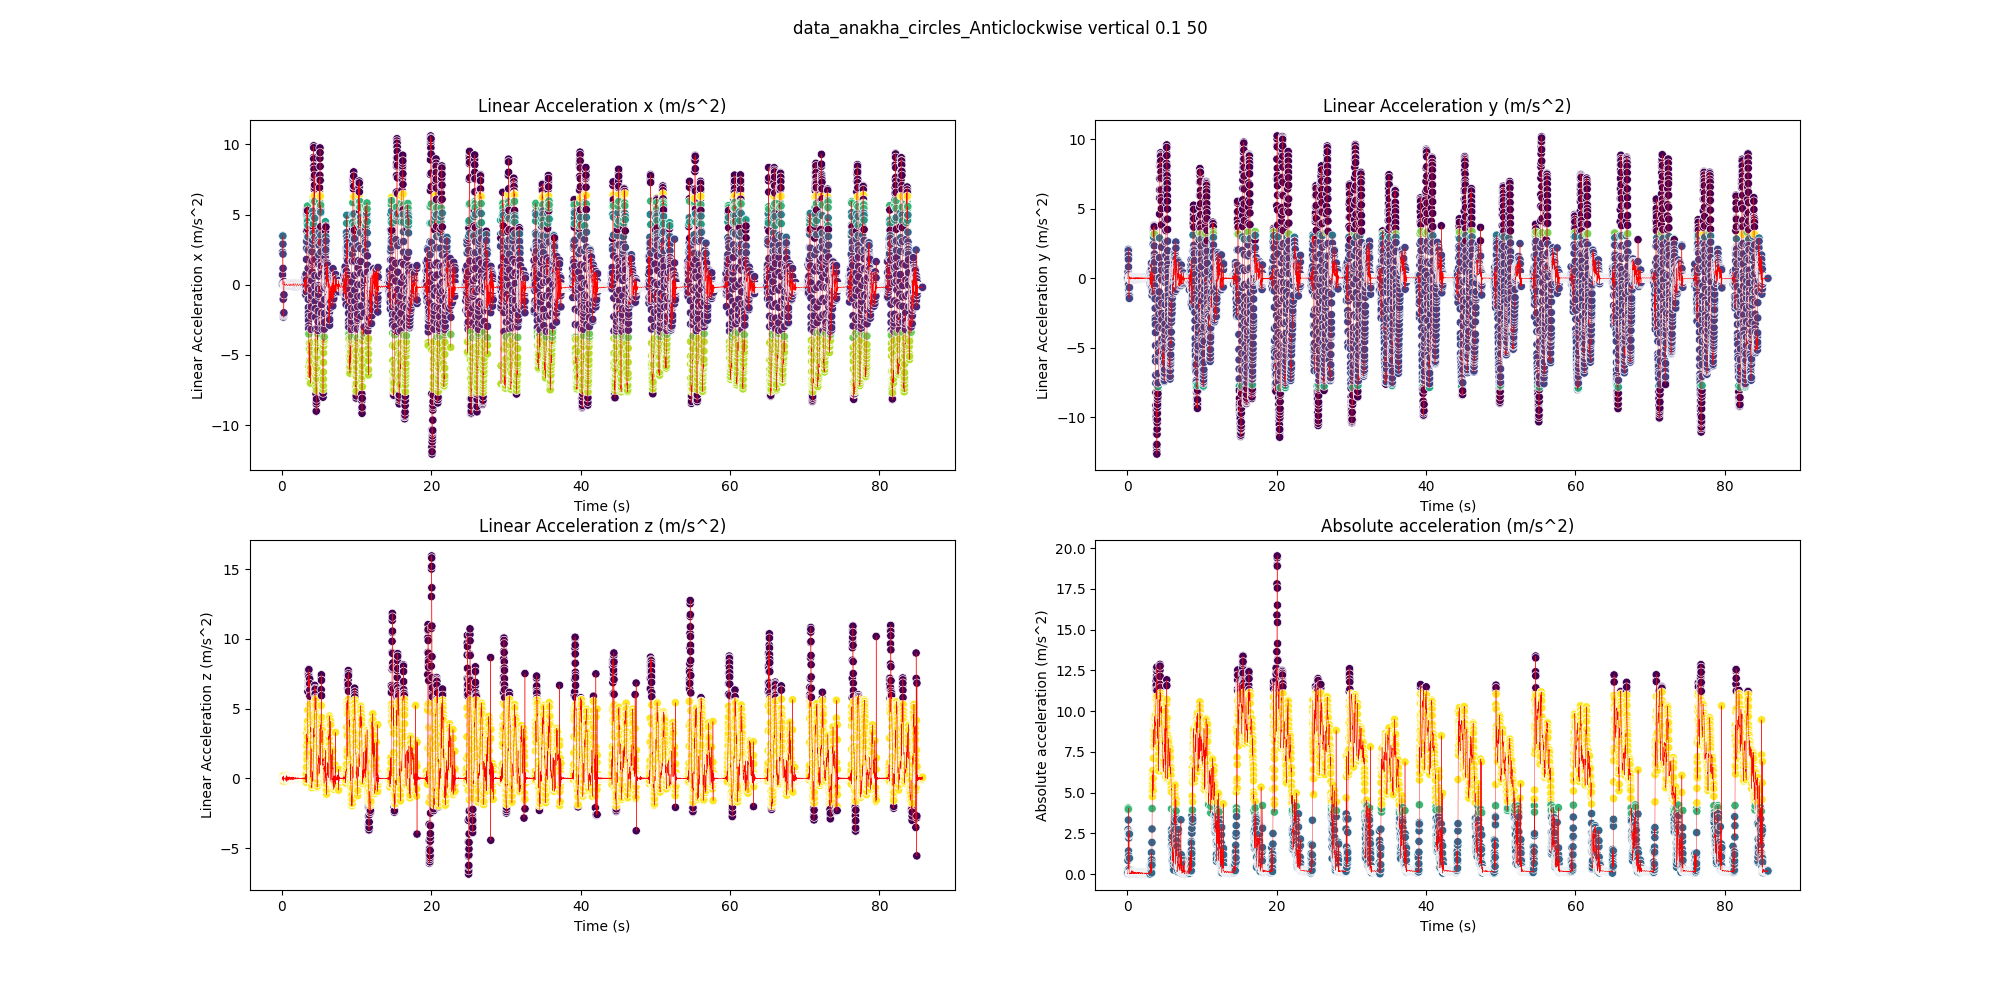 data_anakha_circles_Anticlockwise vertical 0.1 50
Linear Acceleration x (m/s^2)
Linear Acceleration x (m/s^2)
10
5
0
−5
−10
0 20 40 60 80
Time (s)
Linear Acceleration y (m/s^2)
Linear Acceleration y (m/s^2)
10
5
0
−5
−10
0 20 40 60 80
Time (s)
Linear Acceleration z (m/s^2)
Linear Acceleration z (m/s^2)
15
10
5
0
−5
0 20 40 60 80
Time (s)
Absolute acceleration (m/s^2)
Absolute acceleration (m/s^2)
20.0
17.5
15.0
12.5
10.0
7.5
5.0
2.5
0.0
0 20 40 60 80
Time (s)